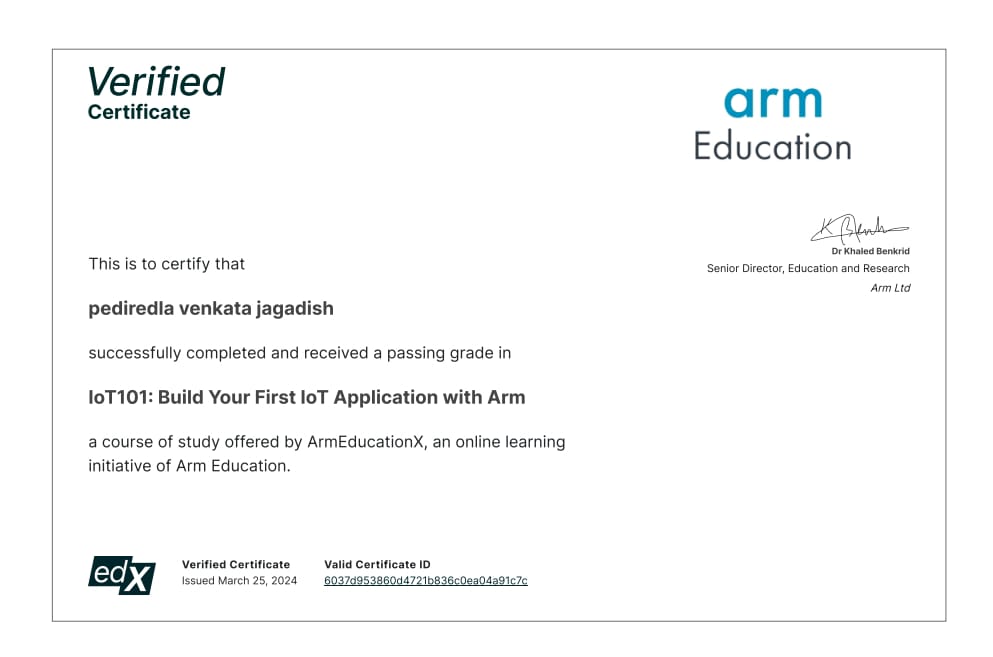 Verified
Certificate
arm
Education
Dr Khaled Benkrid
Senior Director, Education and Research
Arm Ltd
This is to certify that
pediredla venkata jagadish
successfully completed and received a passing grade in
IoT101: Build Your First IoT Application with Arm
a course of study offered by ArmEducationX, an online learning
initiative of Arm Education.
edX
Verified Certificate
Issued March 25, 2024
Valid Certificate ID
6037d953860d4721b836c0ea04a91c7c